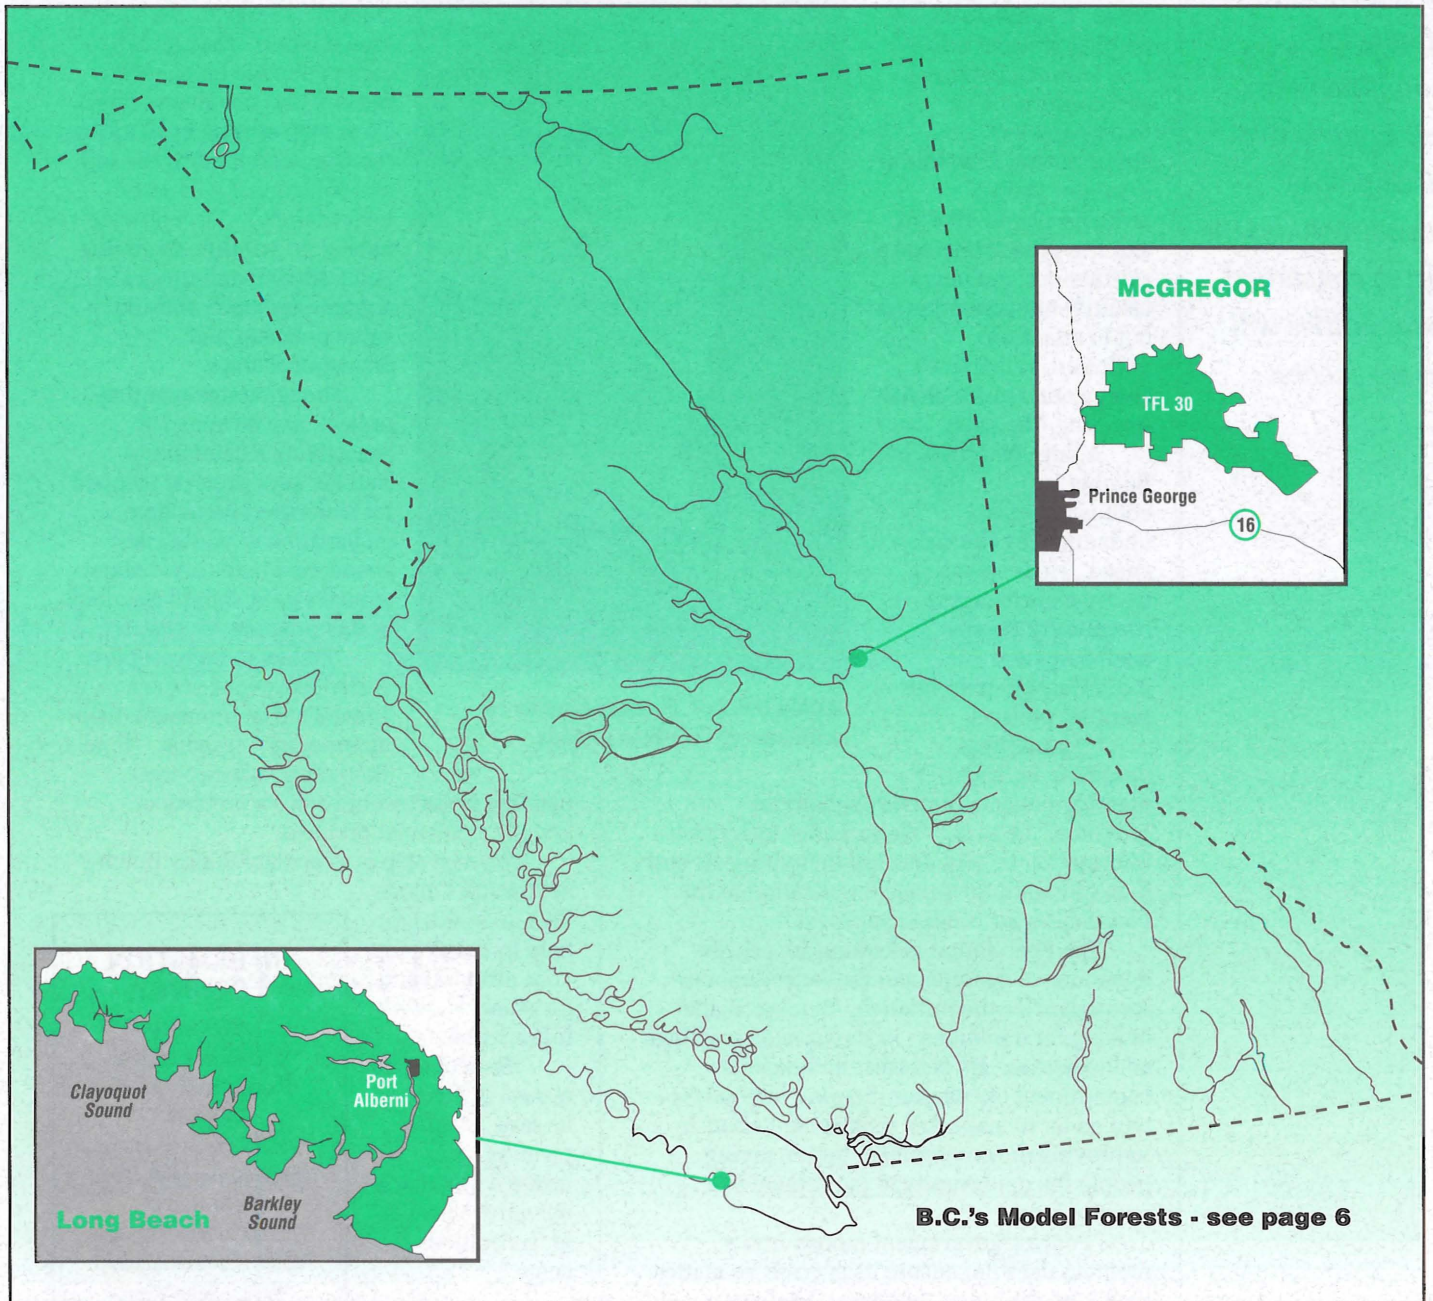 McGREGOR
TFL 30
Prince George
16
Clayoquot
Sound
Port
Alberni
Long Beach
Barkley
Sound
B.C.'s Model Forests - see page 6